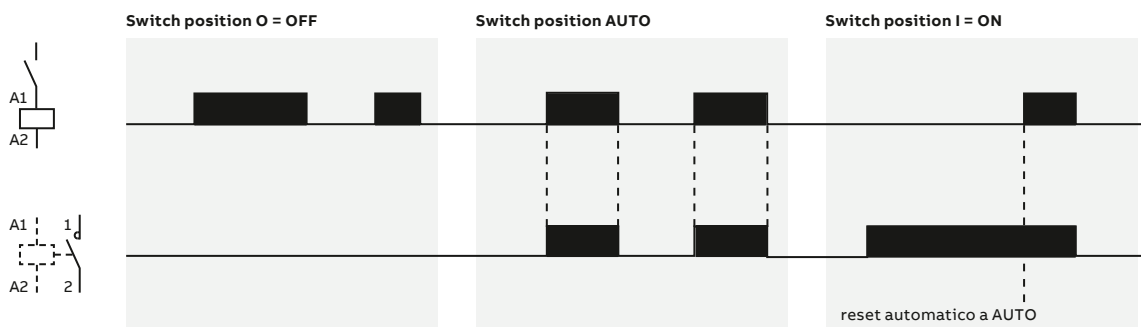 Switch position O = OFF
Switch position AUTO
Switch position I = ON
A1
A2
A1
1
A2
2
reset automatico a AUTO